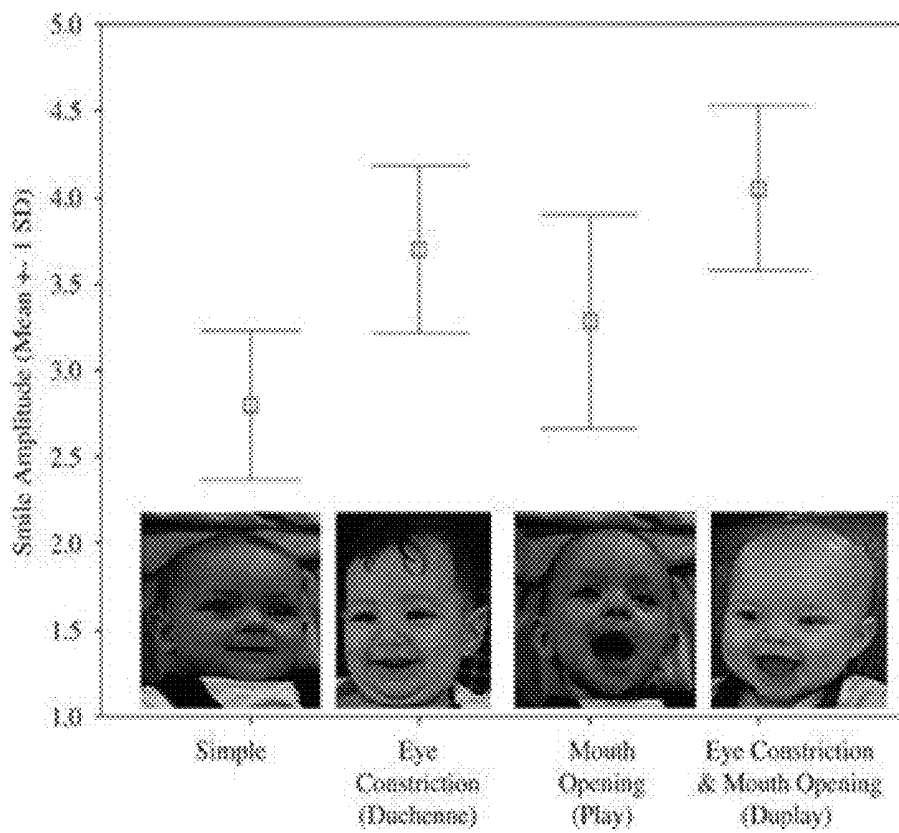 5.0
4.5
4.0
3.5
3.0
2.5
2.0
1.5
1.0
Smile Amplitude (Mean +- 1 SD)
Simple
Eye
Constriction
(Duchenne)
Mouth
Opening
(Play)
Eye Constriction
& Mouth Opening
(Duplay)